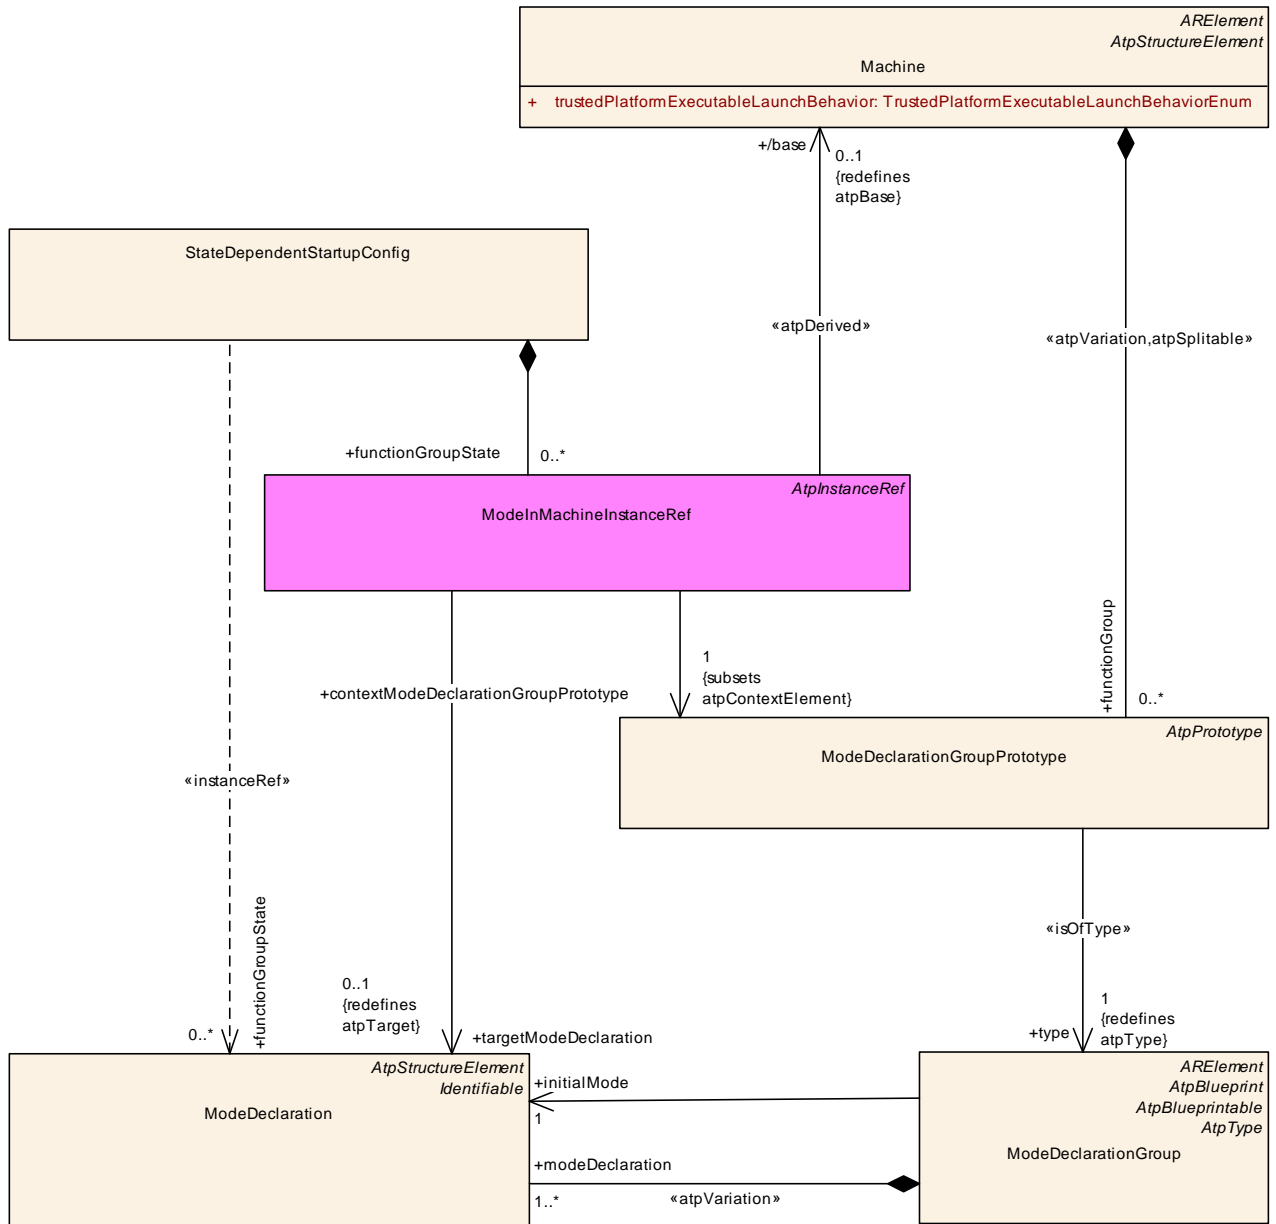 ARElement
AtpStructureElement
Machine
+ trustedPlatformExecutableLaunchBehavior: TrustedPlatformExecutableLaunchBehaviorEnum
+/base
0..1
{redefines
atpBase}
StateDependentStartupConfig
«atpDerived»
«atpVariation,atpSplitable»
+functionGroupState
0..*
AtpInstanceRef
ModeInMachineInstanceRef
+functionGroup
1
{subsets
atpContextElement}
+contextModeDeclarationGroupPrototype
0..*
AtpPrototype
ModeDeclarationGroupPrototype
«instanceRef»
+functionGroupState
«isOfType»
0..1
{redefines
atpTarget}
1
{redefines
atpType}
0..*
+targetModeDeclaration
+type
AtpStructureElement
Identifiable
ModeDeclaration
+initialMode
1
ARElement
AtpBlueprint
AtpBlueprintable
AtpType
ModeDeclarationGroup
+modeDeclaration
1..*
«atpVariation»